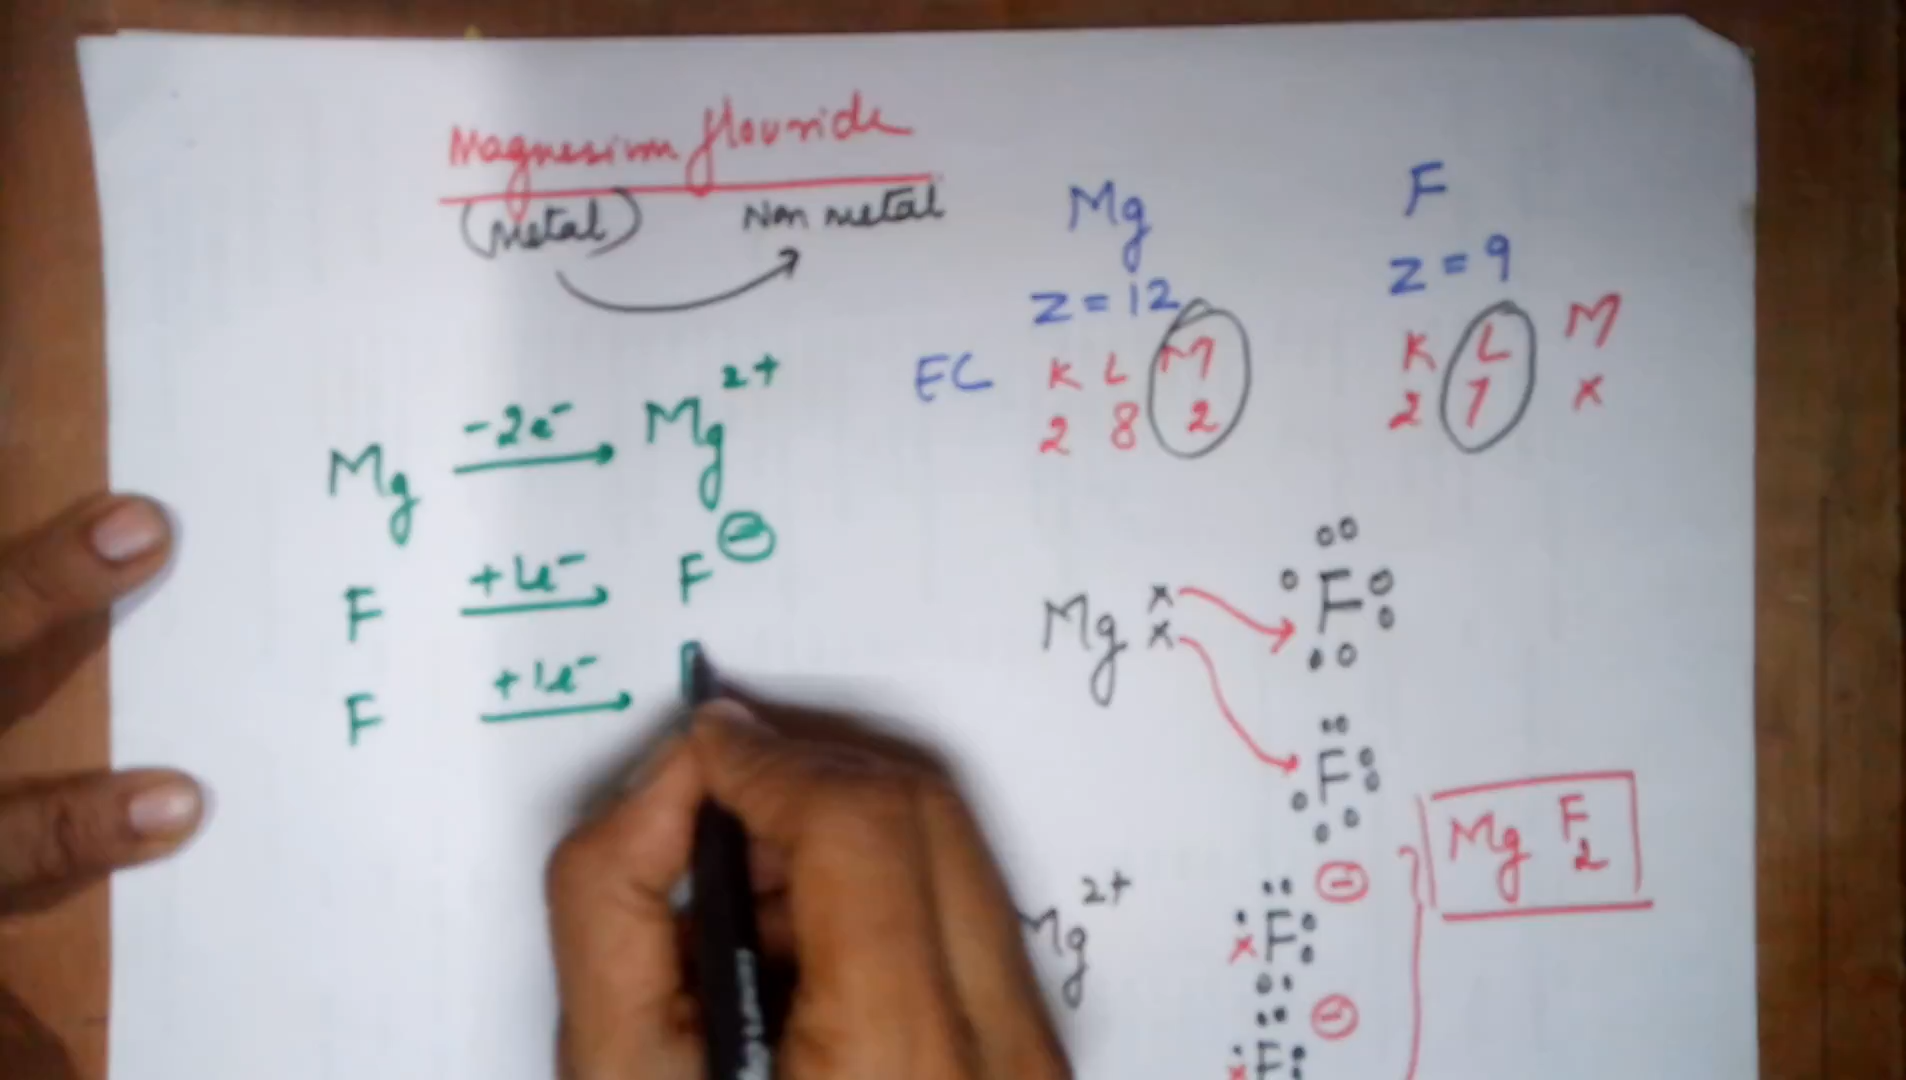 Magnesium flouride
(Metal) Non metal
Mg F
Z = 12 Z = 9
EC K L M K L M
2 8 2 2 7 x
Mg -2e⁻ → Mg²⁺
F +1e⁻ → F⊖
F +1e⁻ → F
Mg x x F
F
Mg F₂
Mg²⁺ x F ⊖
x F ⊖